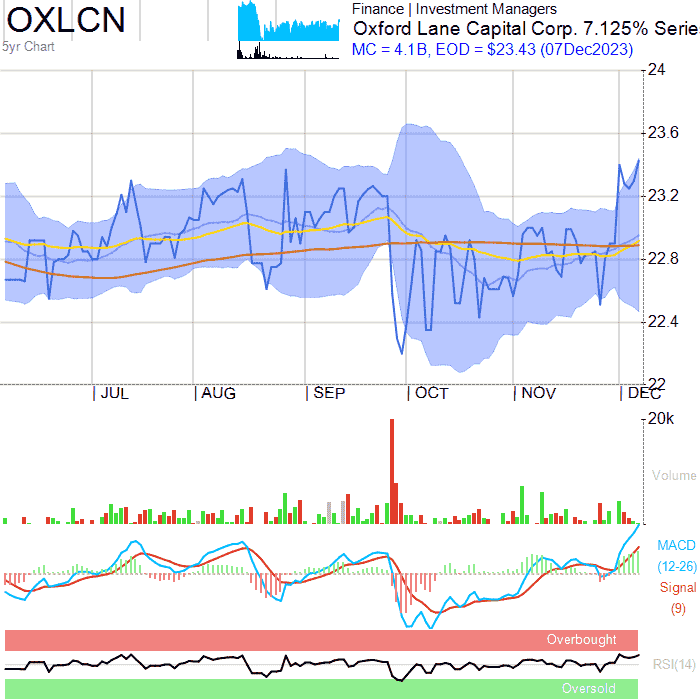 OXLCN
5yr Chart
Finance | Investment Managers
Oxford Lane Capital Corp. 7.125% Serie
MC = 4.1B, EOD = $23.43 (07Dec2023)
24
23.6
23.2
22.8
22.4
22
JUL
AUG
SEP
OCT
NOV
DEC
20k
Volume
MACD
(12-26)
Signal
(9)
Overbought
RSI(14)
Oversold